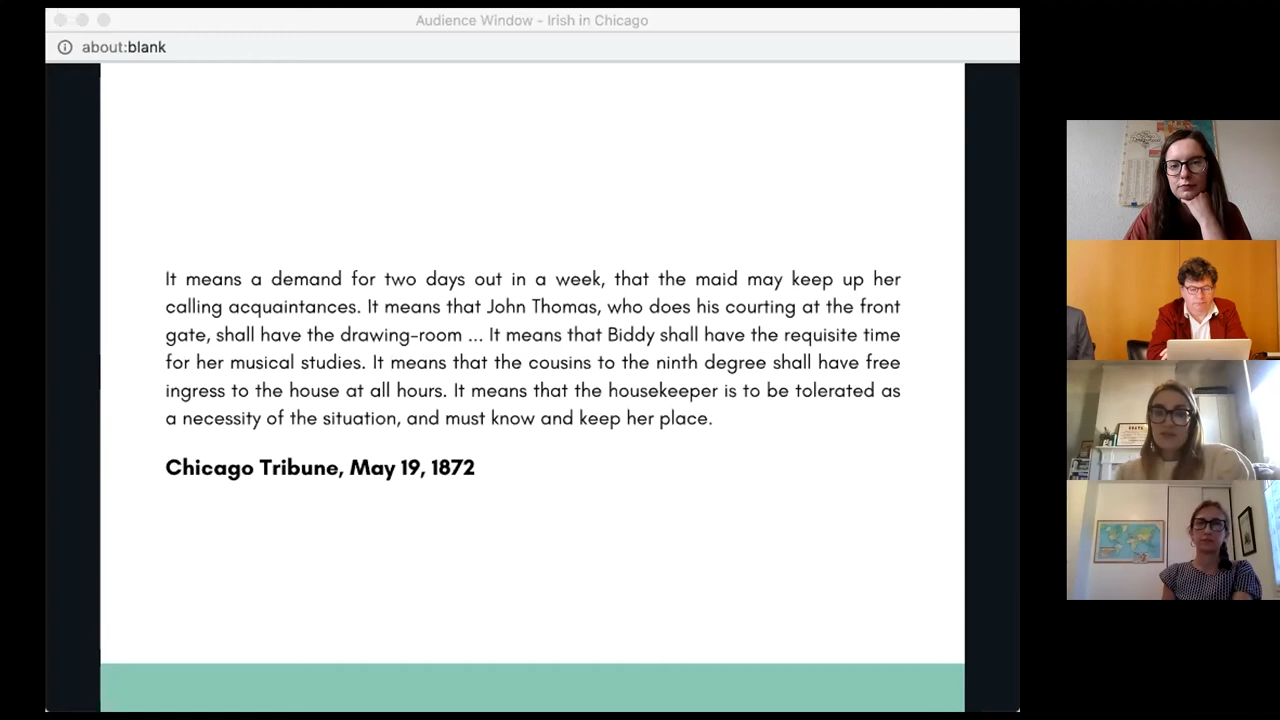 Audience Window - Irish in Chicago
about:blank
It means a demand for two days out in a week, that the maid may keep up her
calling acquaintances. It means that John Thomas, who does his courting at the front
gate, shall have the drawing-room ... It means that Biddy shall have the requisite time
for her musical studies. It means that the cousins to the ninth degree shall have free
ingress to the house at all hours. It means that the housekeeper is to be tolerated as
a necessity of the situation, and must know and keep her place.
Chicago Tribune, May 19, 1872